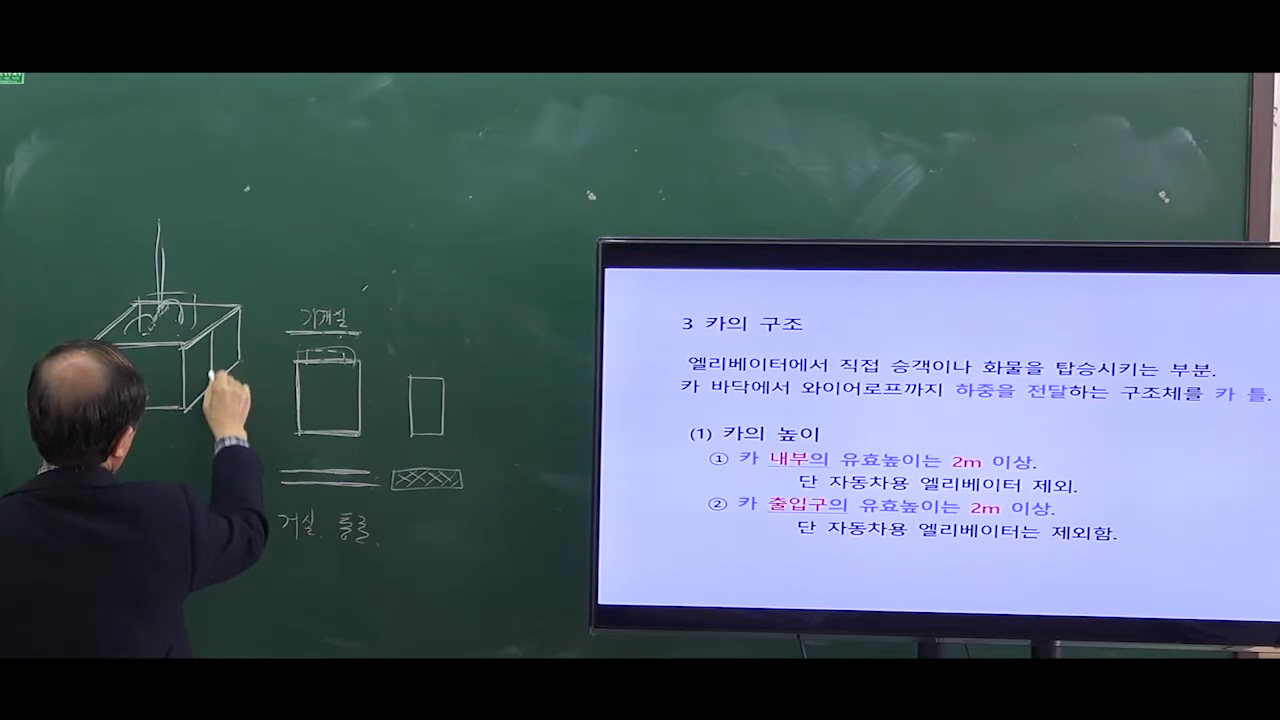 기계실
거실, 통로.
3 카의 구조
엘리베이터에서 직접 승객이나 화물을 탑승시키는 부분.
카 바닥에서 와이어로프까지 하중을 전달하는 구조체를 카 틀.
(1) 카의 높이
① 카 내부의 유효높이는 2m 이상.
단 자동차용 엘리베이터 제외.
② 카 출입구의 유효높이는 2m 이상.
단 자동차용 엘리베이터는 제외함.